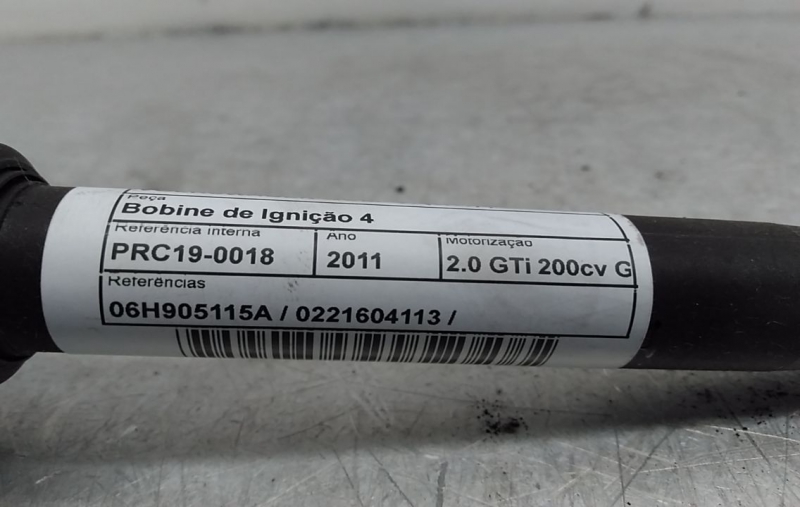 Peça
Bobine de Ignição 4
Referência Interna
PRC19-0018
Ano
2011
Motorização
2.0 GTi 200cv G
Referências
06H905115A / 0221604113 /